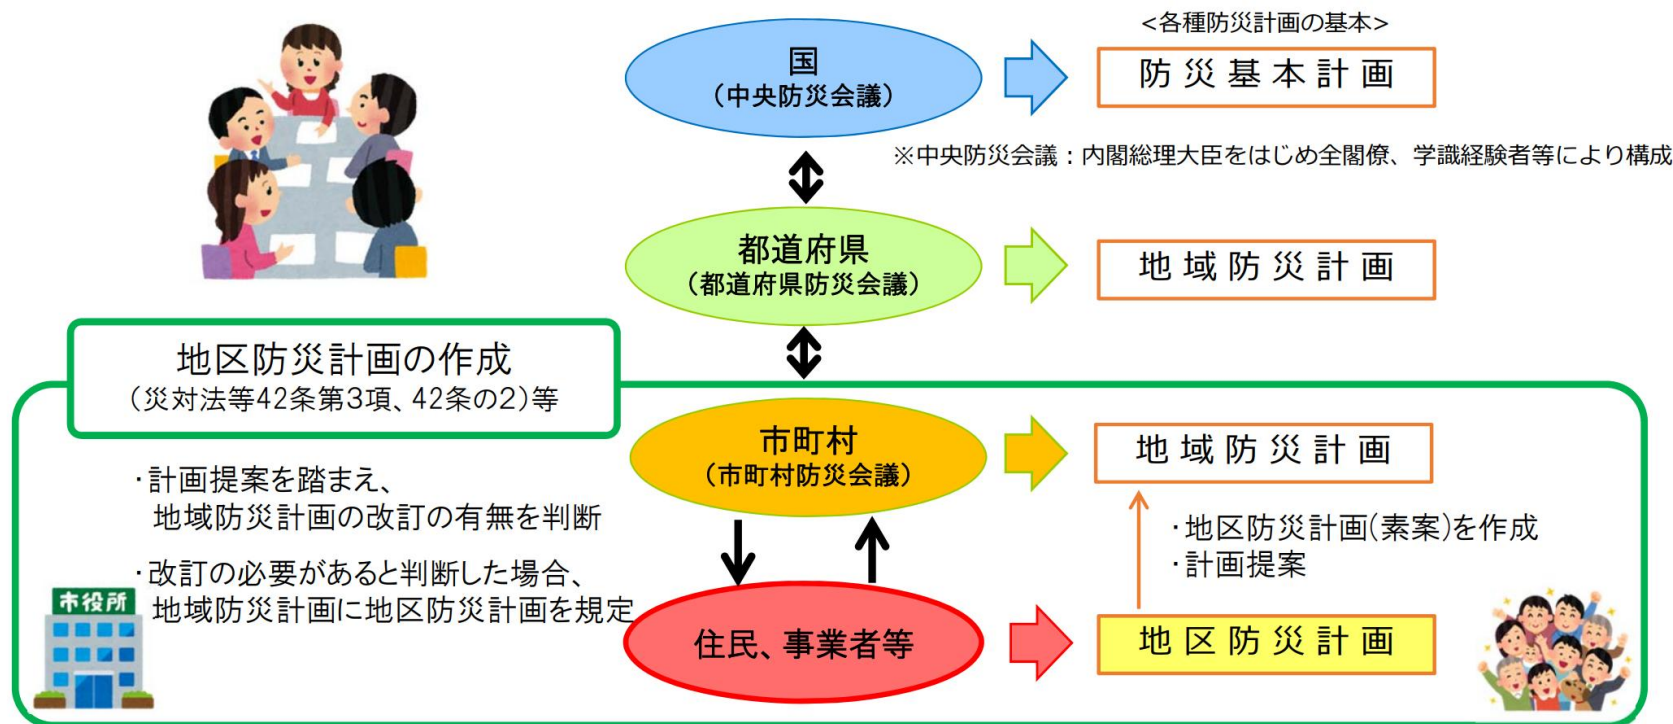 <各種防災計画の基本>
国
（中央防災会議）
防災基本計画
※中央防災会議：内閣総理大臣をはじめ全閣僚、学識経験者等により構成
都道府県
（都道府県防災会議）
地域防災計画
地区防災計画の作成
（災対法等42条第3項、42条の2）等
市町村
（市町村防災会議）
地域防災計画
・計画提案を踏まえ、
地域防災計画の改訂の有無を判断
・改訂の必要があると判断した場合、
地域防災計画に地区防災計画を規定
・地区防災計画(素案)を作成
・計画提案
市役所
住民、事業者等
地区防災計画